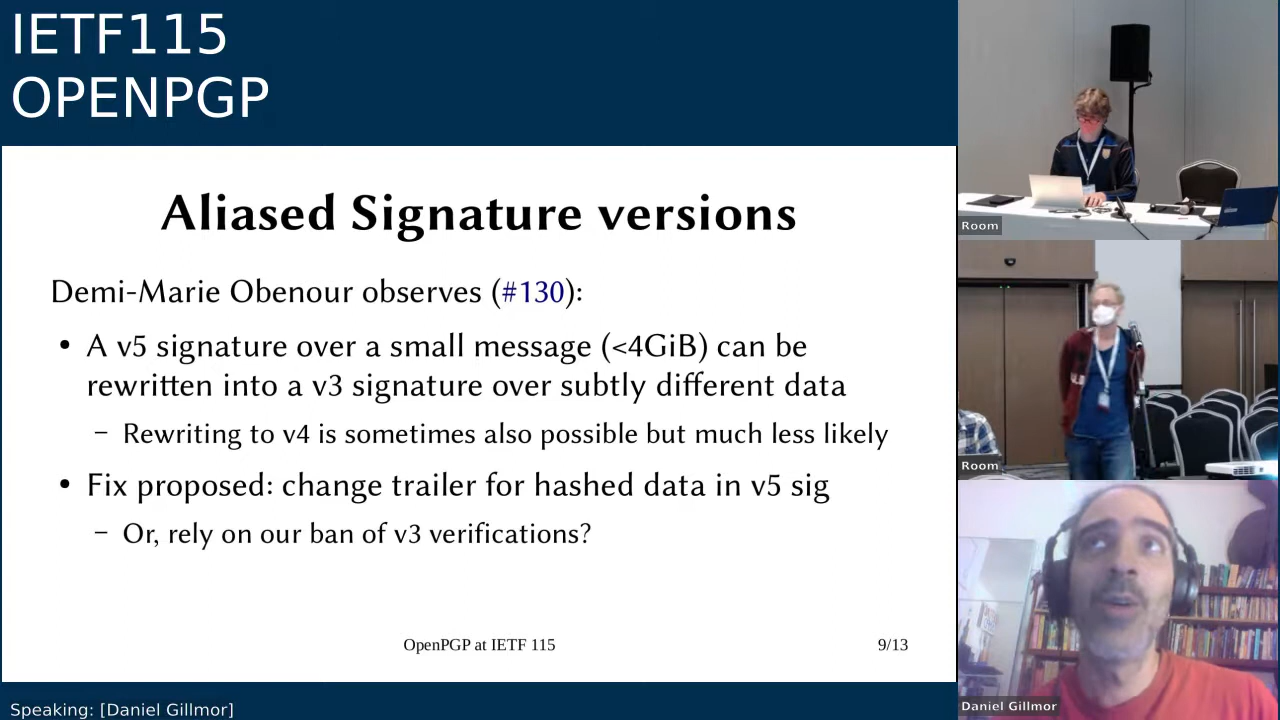 IETF115
OPENPGP
Aliased Signature versions
Demi-Marie Obenour observes (#130):
• A v5 signature over a small message (<4GiB) can be
rewritten into a v3 signature over subtly different data
– Rewriting to v4 is sometimes also possible but much less likely
• Fix proposed: change trailer for hashed data in v5 sig
– Or, rely on our ban of v3 verifications?
OpenPGP at IETF 115
9/13
Speaking: [Daniel Gillmor]
Room
Room
Daniel Gillmor